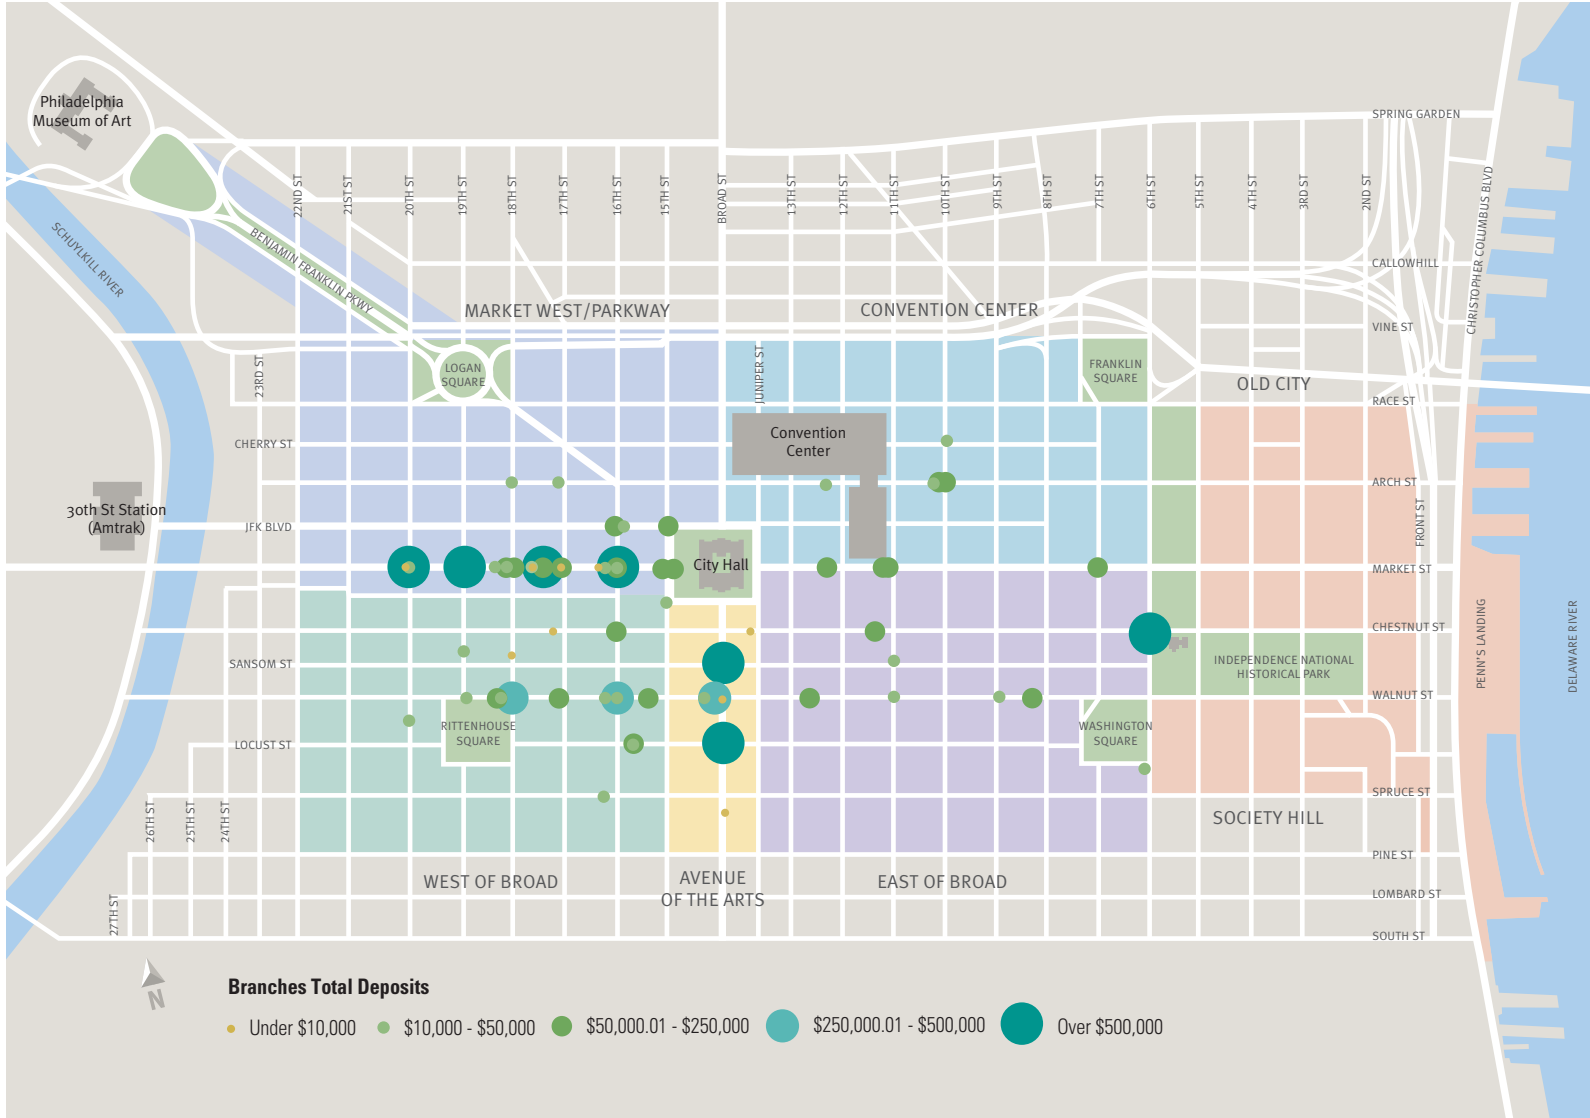 Philadelphia
Museum of Art
SPRING GARDEN
22ND ST
21ST ST
20TH ST
19TH ST
18TH ST
17TH ST
16TH ST
15TH ST
BROAD ST
13TH ST
12TH ST
11TH ST
10TH ST
9TH ST
8TH ST
7TH ST
6TH ST
5TH ST
4TH ST
3RD ST
2ND ST
CHRISTOPHER COLUMBUS BLVD
SCHUYLKILL RIVER
BENJAMIN FRANKLIN PKWY
CALLOWHILL
MARKET WEST/PARKWAY
CONVENTION CENTER
VINE ST
23RD ST
LOGAN
SQUARE
JUNIPER ST
FRANKLIN
SQUARE
OLD CITY
RACE ST
CHERRY ST
Convention
Center
ARCH ST
30th St Station
(Amtrak)
JFK BLVD
FRONT ST
City Hall
MARKET ST
CHESTNUT ST
PENN'S LANDING
DELAWARE RIVER
SANSOM ST
INDEPENDENCE NATIONAL
HISTORICAL PARK
WALNUT ST
RITTENHOUSE
SQUARE
WASHINGTON
SQUARE
LOCUST ST
26TH ST
25TH ST
24TH ST
SPRUCE ST
SOCIETY HILL
PINE ST
WEST OF BROAD
AVENUE
OF THE ARTS
EAST OF BROAD
LOMBARD ST
27TH ST
SOUTH ST
N
Branches Total Deposits
Under $10,000
$10,000 - $50,000
$50,000.01 - $250,000
$250,000.01 - $500,000
Over $500,000